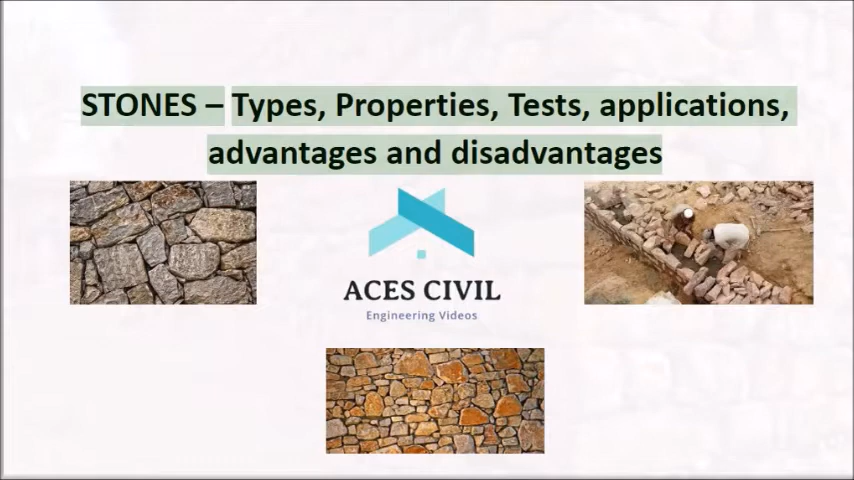 STONES – Types, Properties, Tests, applications,
advantages and disadvantages
ACES CIVIL
Engineering Videos